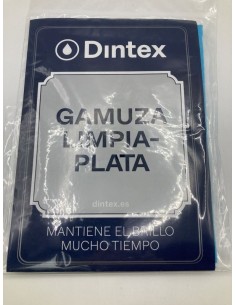 Dintex
GAMUZA
LIMPIA-
PLATA
dintex.es
MANTIENE EL BRILLO
MUCHO TIEMPO